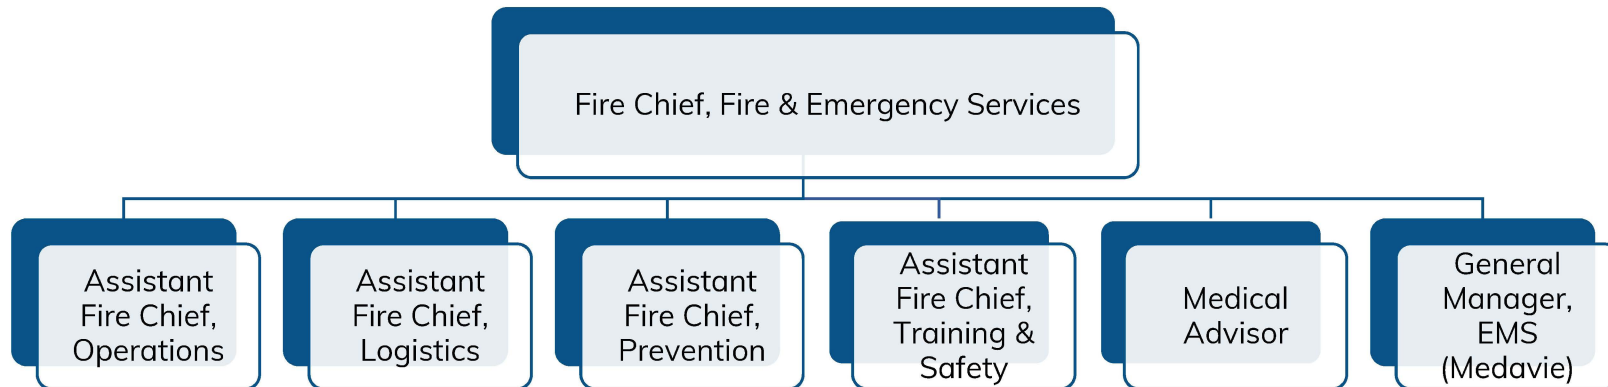 Fire Chief, Fire & Emergency Services
Assistant
Fire Chief,
Operations
Assistant
Fire Chief,
Logistics
Assistant
Fire Chief,
Prevention
Assistant
Fire Chief,
Training &
Safety
Medical
Advisor
General
Manager,
EMS
(Medavie)